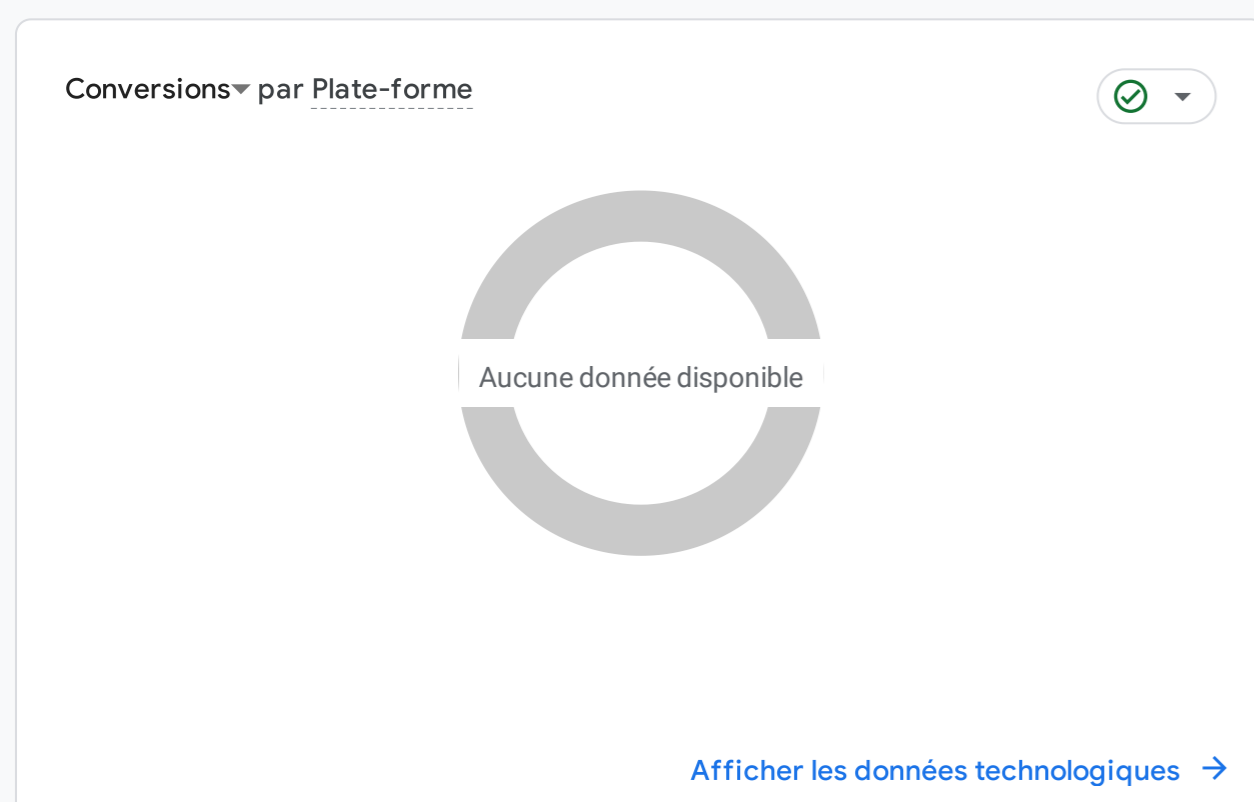 Conversions par Plate-forme
Aucune donnée disponible
Afficher les données technologiques